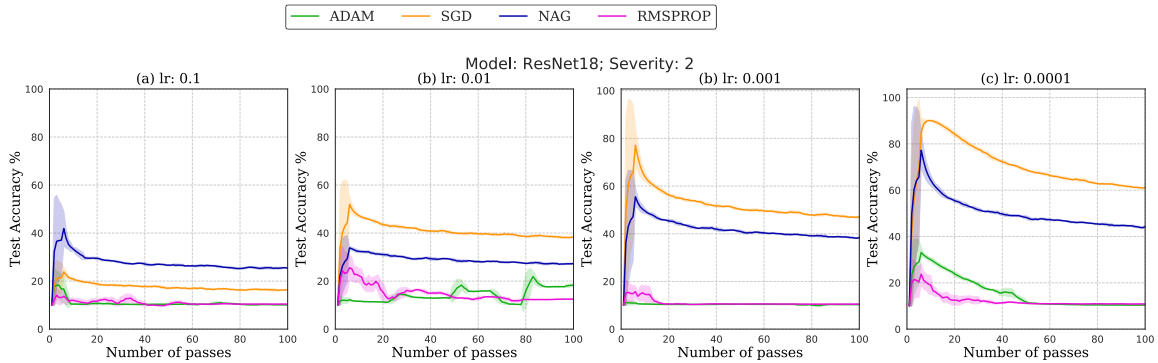 ADAM SGD NAG RMSPROP
Model: ResNet18; Severity: 2
(a) lr: 0.1 (b) lr: 0.01 (b) lr: 0.001 (c) lr: 0.0001
Test Accuracy %
100
80
60
40
20
0
0 20 40 60 80 100
Number of passes
Test Accuracy %
100
80
60
40
20
0
0 20 40 60 80 100
Number of passes
Test Accuracy %
100
80
60
40
20
0
0 20 40 60 80 100
Number of passes
Test Accuracy %
100
80
60
40
20
0
0 20 40 60 80 100
Number of passes